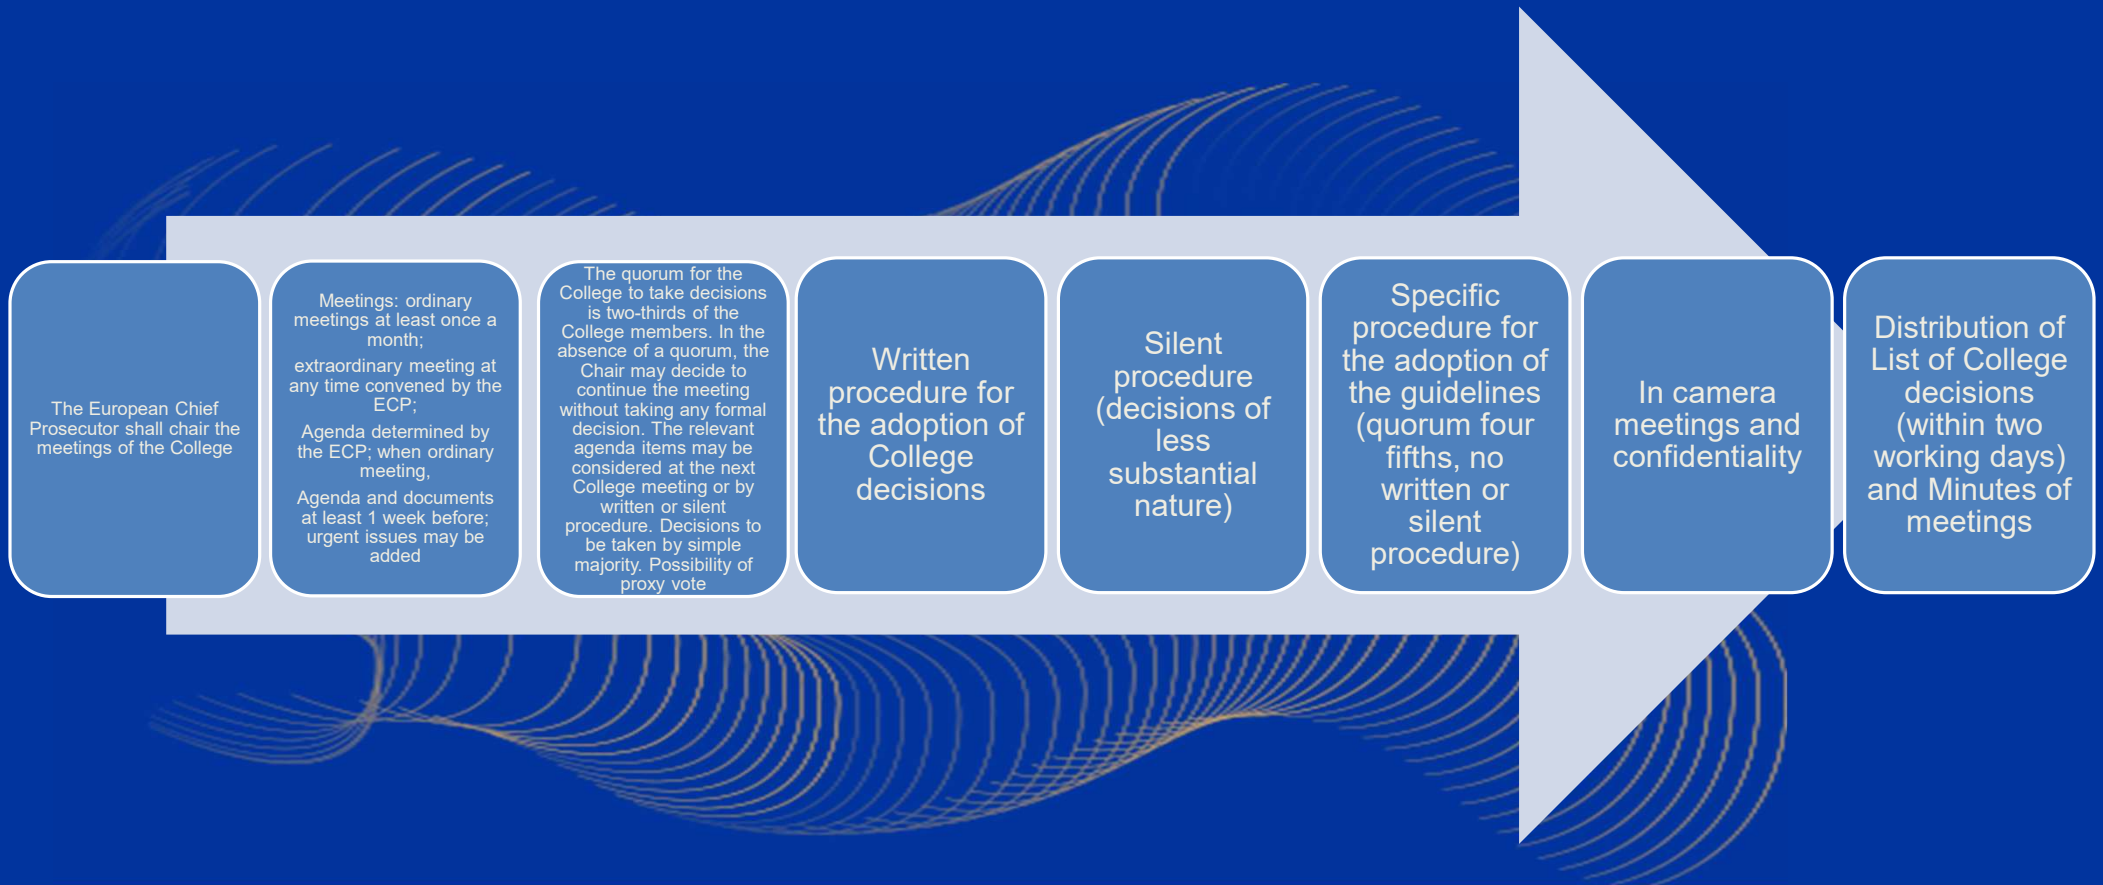 The European Chief
Prosecutor shall chair the
meetings of the College
Meetings: ordinary
meetings at least once a
month;
extraordinary meeting at
any time convened by the
ECP;
Agenda determined by
the ECP; when ordinary
meeting,
Agenda and documents
at least 1 week before;
urgent issues may be
added
The quorum for the
College to take decisions
is two-thirds of the
College members. In the
absence of a quorum, the
Chair may decide to
continue the meeting
without taking any formal
decision. The relevant
agenda items may be
considered at the next
College meeting or by
written or silent
procedure. Decisions to
be taken by simple
majority. Possibility of
proxy vote
Written
procedure for
the adoption of
College
decisions
Silent
procedure
(decisions of
less
substantial
nature)
Specific
procedure for
the adoption of
the guidelines
(quorum four
fifths, no
written or
silent
procedure)
In camera
meetings and
confidentiality
Distribution of
List of College
decisions
(within two
working days)
and Minutes of
meetings